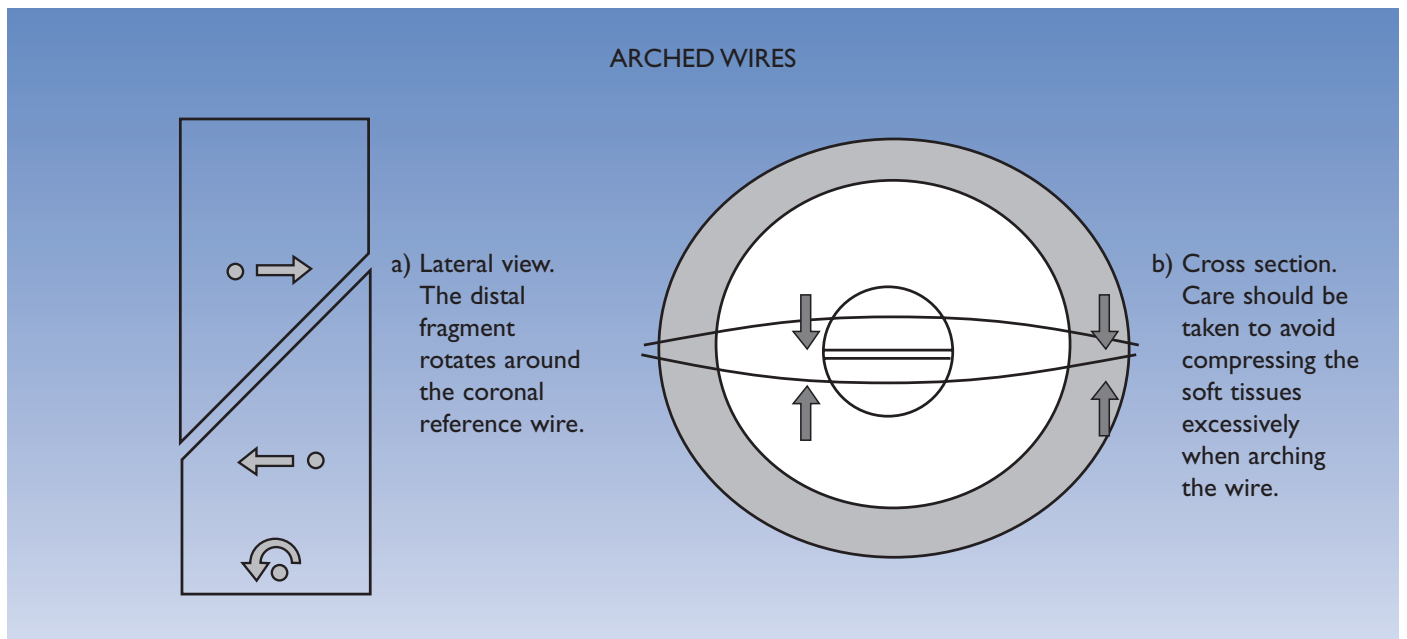 ARCHED WIRES
a) Lateral view.
The distal
fragment
rotates around
the coronal
reference wire.
b) Cross section.
Care should be
taken to avoid
compressing the
soft tissues
excessively
when arching
the wire.